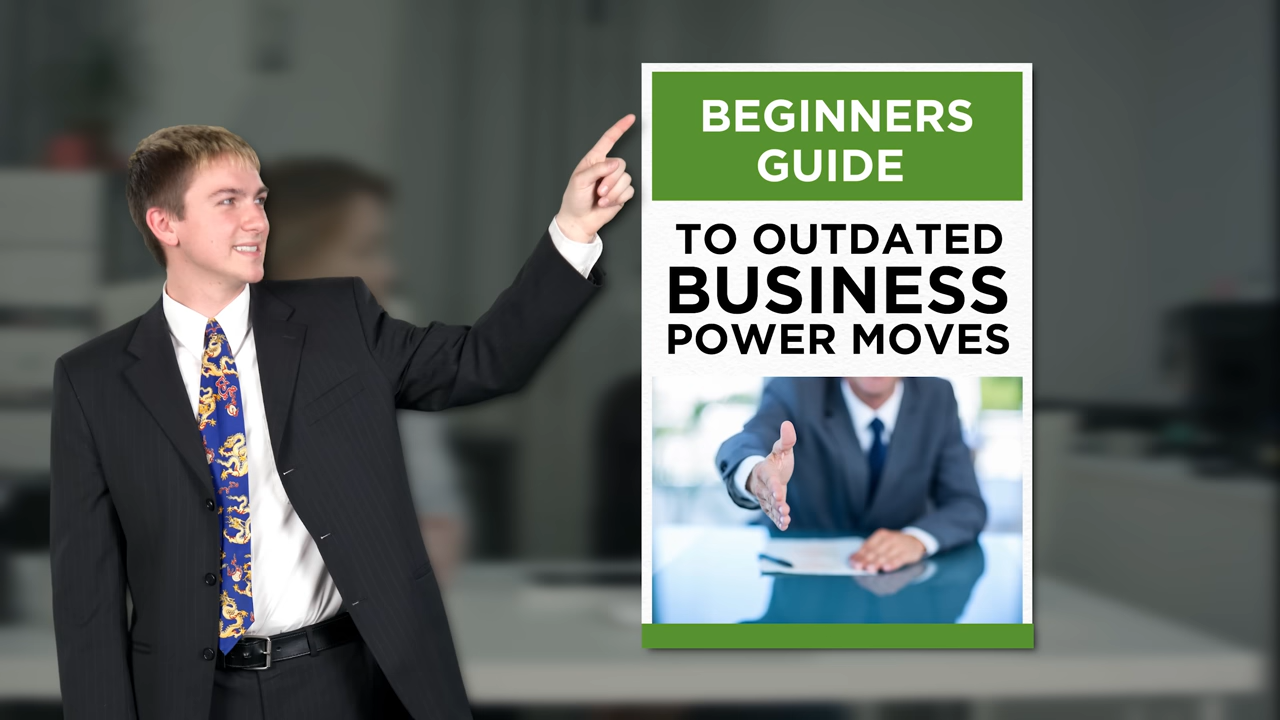 BEGINNERS
GUIDE
TO OUTDATED
BUSINESS
POWER MOVES